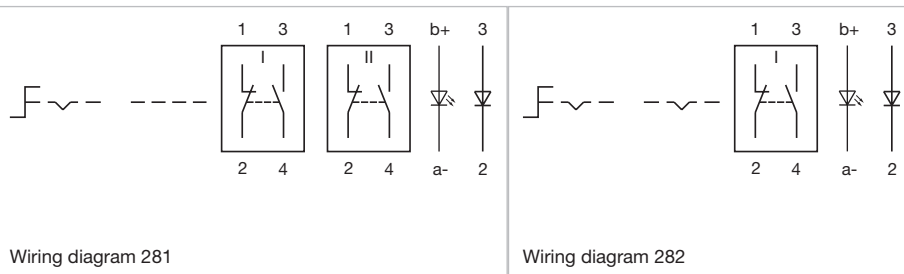 1 3 1 3 b+ 3
I II
2 4 2 4 a- 2
Wiring diagram 281
1 3 b+ 3
I
2 4 a- 2
Wiring diagram 282